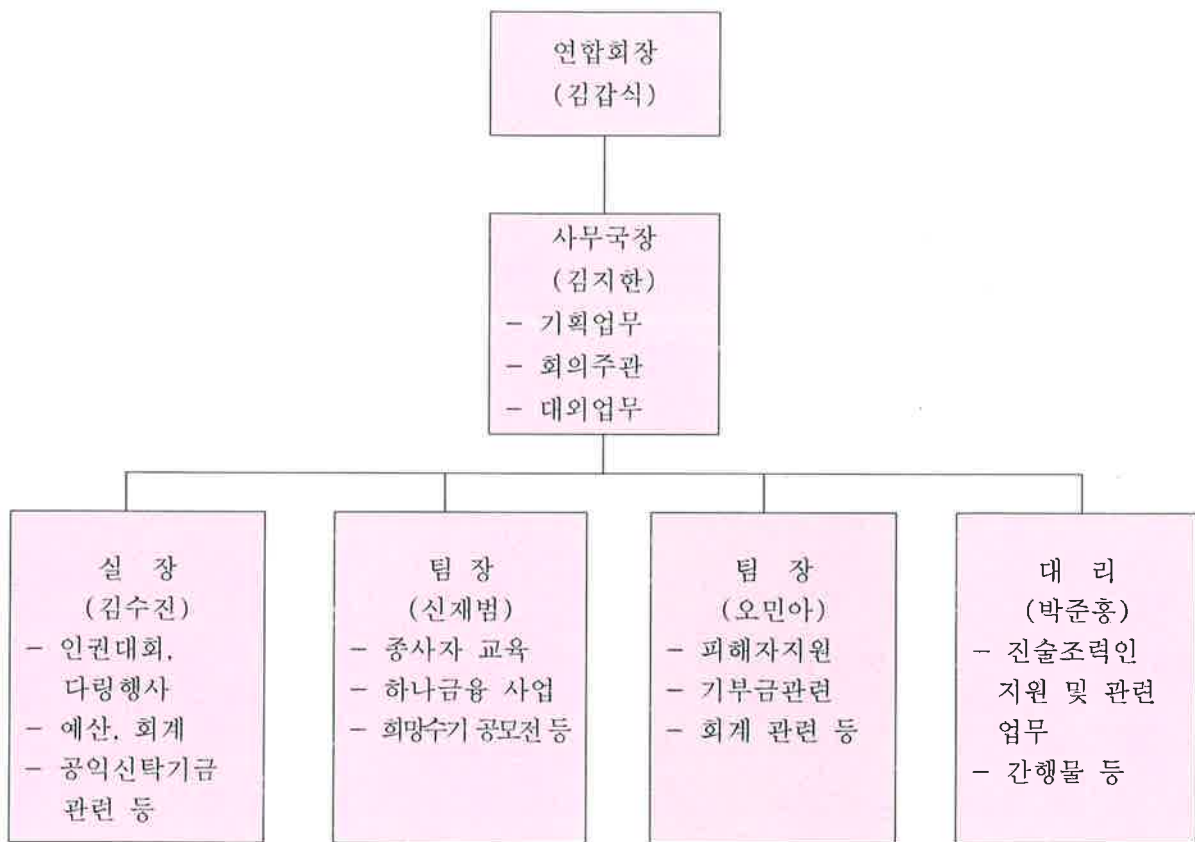 연합회장
(김갑식)
사무국장
(김지한)
- 기획업무
- 회의주관
- 대외업무
실 장
(김수진)
- 인권대회,
다링행사
- 예산, 회계
- 공익신탁기금
관련 등
팀 장
(신재범)
- 종사자 교육
- 하나금융 사업
- 희망수기 공모전 등
팀 장
(오민아)
- 피해자지원
- 기부금관련
- 회계 관련 등
대 리
(박준홍)
- 진술조력인
지원 및 관련
업무
- 간행물 등